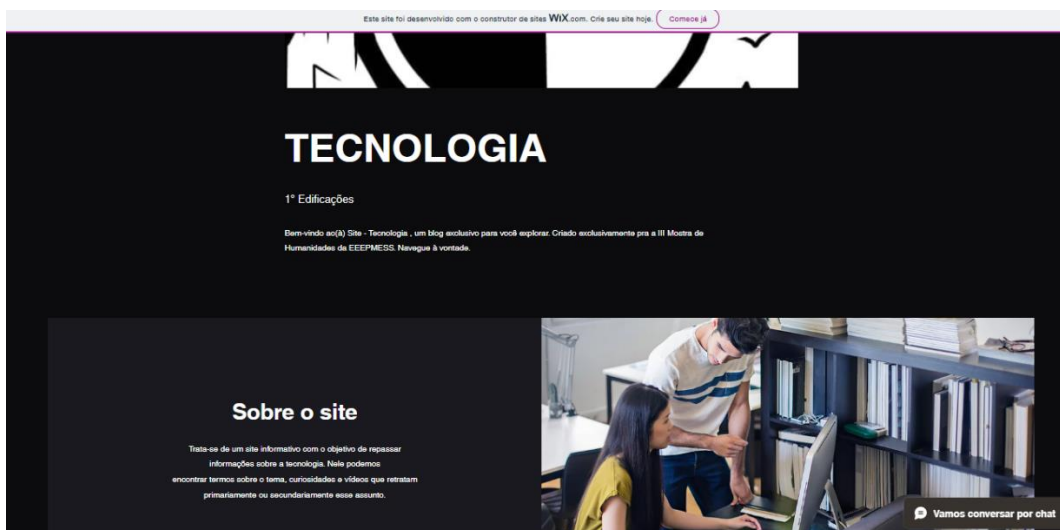 Este site foi desenvolvido com o construtor de sites WiX.com. Crie seu site hoje. Comece já
TECNOLOGIA
1° Edificações
Bem-vindo ao(à) Site - Tecnologia , um blog exclusivo para você explorar. Criado exclusivamente pra a III Mostra de
Humanidades da EEEPMESS. Navegue à vontade.
Sobre o site
Trata-se de um site informativo com o objetivo de repassar
informações sobre a tecnologia. Nele podemos
encontrar termos sobre o tema, curiosidades e vídeos que retratam
primariamente ou secundariamente esse assunto.
Vamos conversar por chat